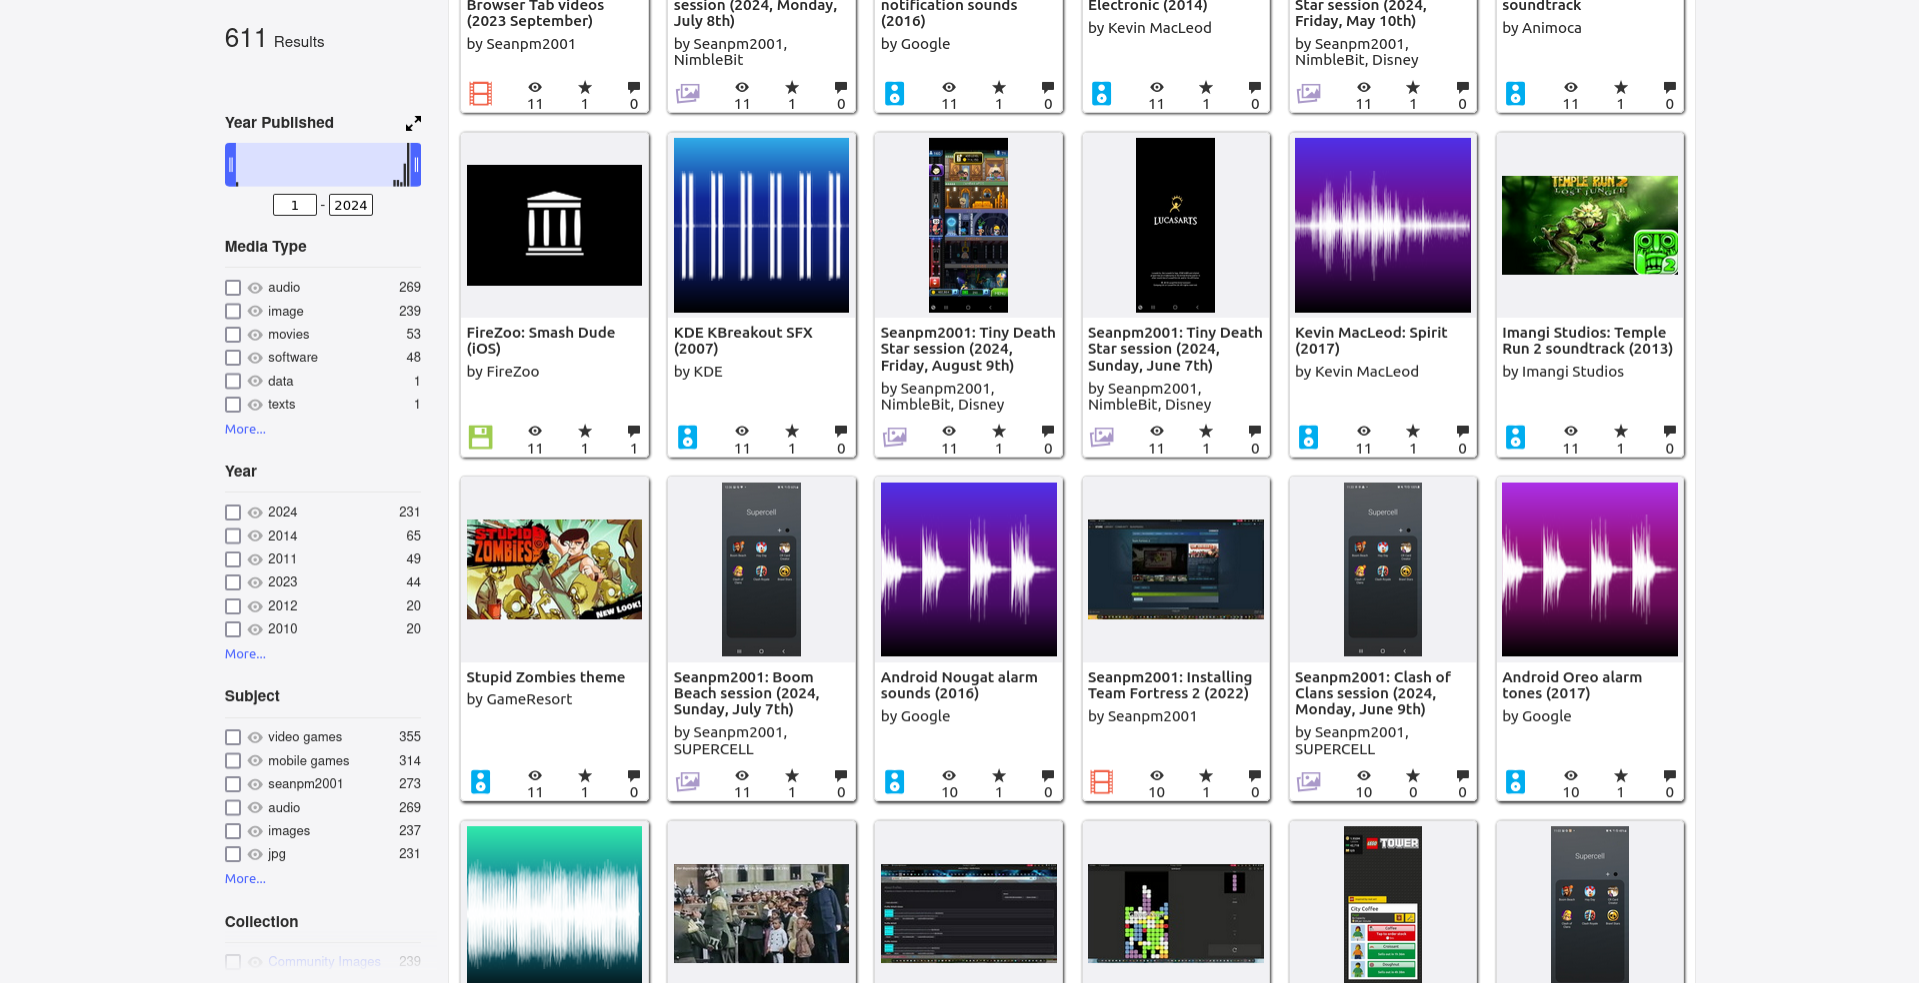 611 Results
Year Published
1 - 2024
Media Type
audio 269
image 239
movies 53
software 48
data 1
texts 1
More...
Year
2024 231
2014 65
2011 49
2023 44
2012 20
2010 20
More...
Subject
video games 355
mobile games 314
seanpm2001 273
audio 269
images 237
jpg 231
More...
Collection
Community Images 239
Browser Tab videos
(2023 September)
by Seanpm2001
11 1 0
session (2024, Monday,
July 8th)
by Seanpm2001,
NimbleBit
11 1 0
notification sounds
(2016)
by Google
11 1 0
Electronic (2014)
by Kevin MacLeod
11 1 0
Star session (2024,
Friday, May 10th)
by Seanpm2001,
NimbleBit, Disney
11 1 0
soundtrack
by Animoca
11 1 0
FireZoo: Smash Dude
(iOS)
by FireZoo
11 1 1
KDE KBreakout SFX
(2007)
by KDE
11 1 0
Seanpm2001: Tiny Death
Star session (2024,
Friday, August 9th)
by Seanpm2001,
NimbleBit, Disney
11 1 0
LUCASARTS
Seanpm2001: Tiny Death
Star session (2024,
Sunday, June 7th)
by Seanpm2001,
NimbleBit, Disney
11 1 0
Kevin MacLeod: Spirit
(2017)
by Kevin MacLeod
11 1 0
TEMPLE RUN 2
LOST JUNGLE
2
Imangi Studios: Temple
Run 2 soundtrack (2013)
by Imangi Studios
11 1 0
STUPID
ZOMBIES
NEW LOOK!
Stupid Zombies theme
by GameResort
11 1 0
Supercell
Seanpm2001: Boom
Beach session (2024,
Sunday, July 7th)
by Seanpm2001,
SUPERCELL
11 1 0
Android Nougat alarm
sounds (2016)
by Google
10 1 0
Seanpm2001: Installing
Team Fortress 2 (2022)
by Seanpm2001
10 1 0
Supercell
Seanpm2001: Clash of
Clans session (2024,
Monday, June 9th)
by Seanpm2001,
SUPERCELL
10 0 0
Android Oreo alarm
tones (2017)
by Google
10 1 0
LEGO TOWER
City Coffee
Coffee
Croissant
Doughnut
Supercell